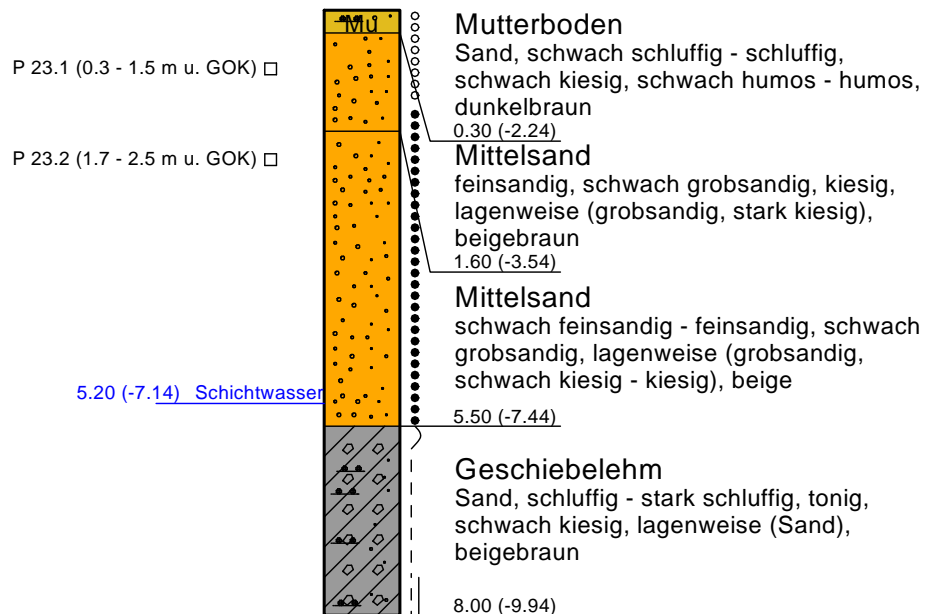 Mu
Mutterboden
Sand, schwach schluffig - schluffig,
schwach kiesig, schwach humos - humos,
dunkelbraun
0.30 (-2.24)
P 23.1 (0.3 - 1.5 m u. GOK)
P 23.2 (1.7 - 2.5 m u. GOK)
Mittelsand
feinsandig, schwach grobsandig, kiesig,
lagenweise (grobsandig, stark kiesig),
beigebraun
1.60 (-3.54)
Mittelsand
schwach feinsandig - feinsandig, schwach
grobsandig, lagenweise (grobsandig,
schwach kiesig - kiesig), beige
5.20 (-7.14) Schichtwasser
5.50 (-7.44)
Geschiebelehm
Sand, schluffig - stark schluffig, tonig,
schwach kiesig, lagenweise (Sand),
beigebraun
8.00 (-9.94)